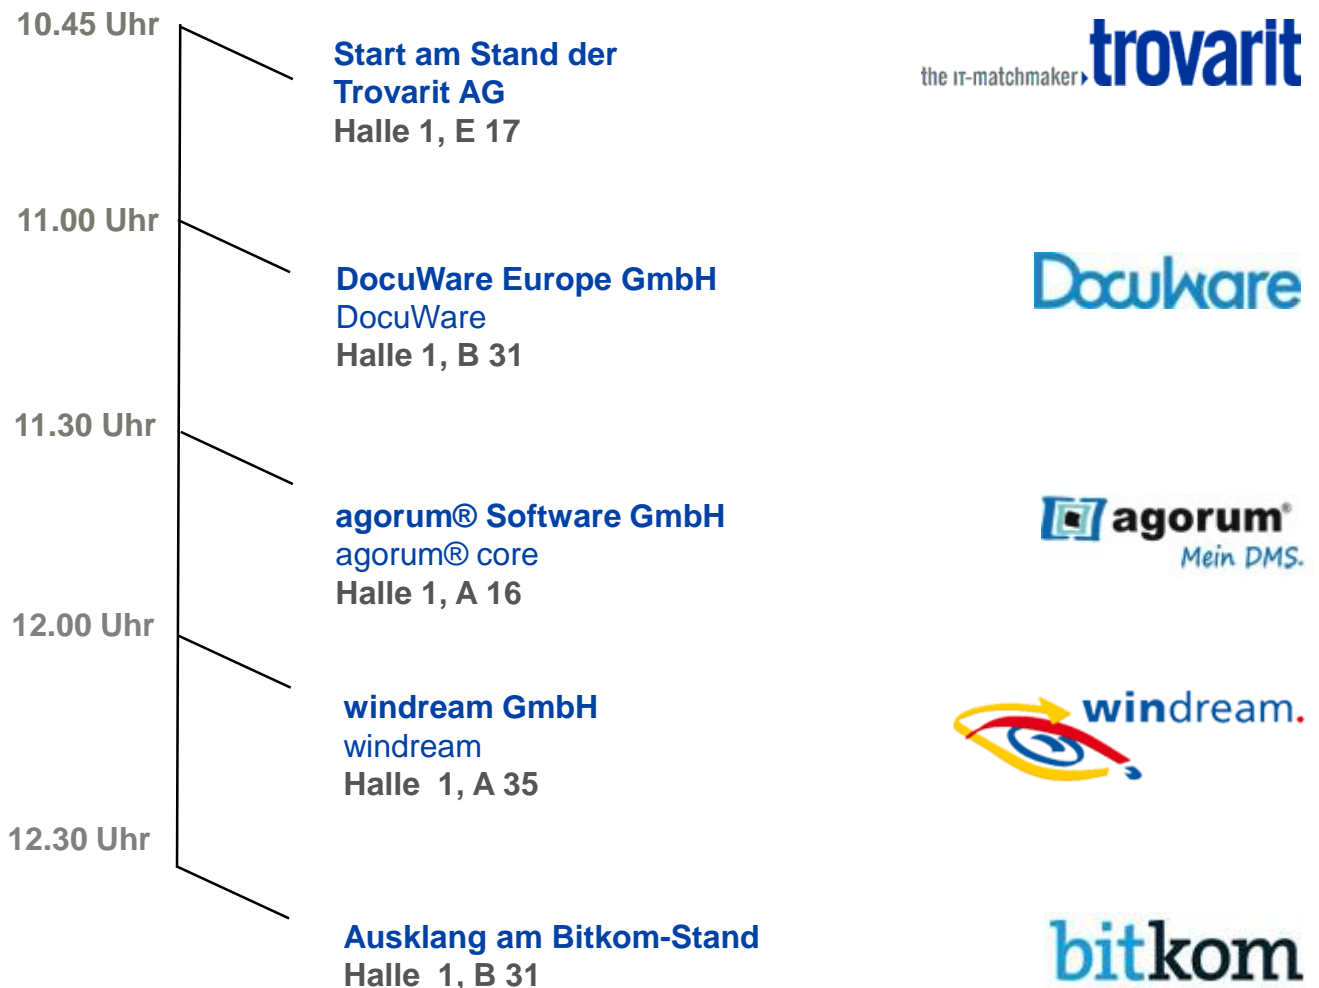 10.45 Uhr
Start am Stand der
Trovarit AG
Halle 1, E 17
the IT-matchmaker
trovarit
11.00 Uhr
DocuWare Europe GmbH
DocuWare
Halle 1, B 31
DocuWare
11.30 Uhr
agorum® Software GmbH
agorum® core
Halle 1, A 16
agorum®
Mein DMS.
12.00 Uhr
windream GmbH
windream
Halle 1, A 35
windream.
12.30 Uhr
Ausklang am Bitkom-Stand
Halle 1, B 31
bitkom